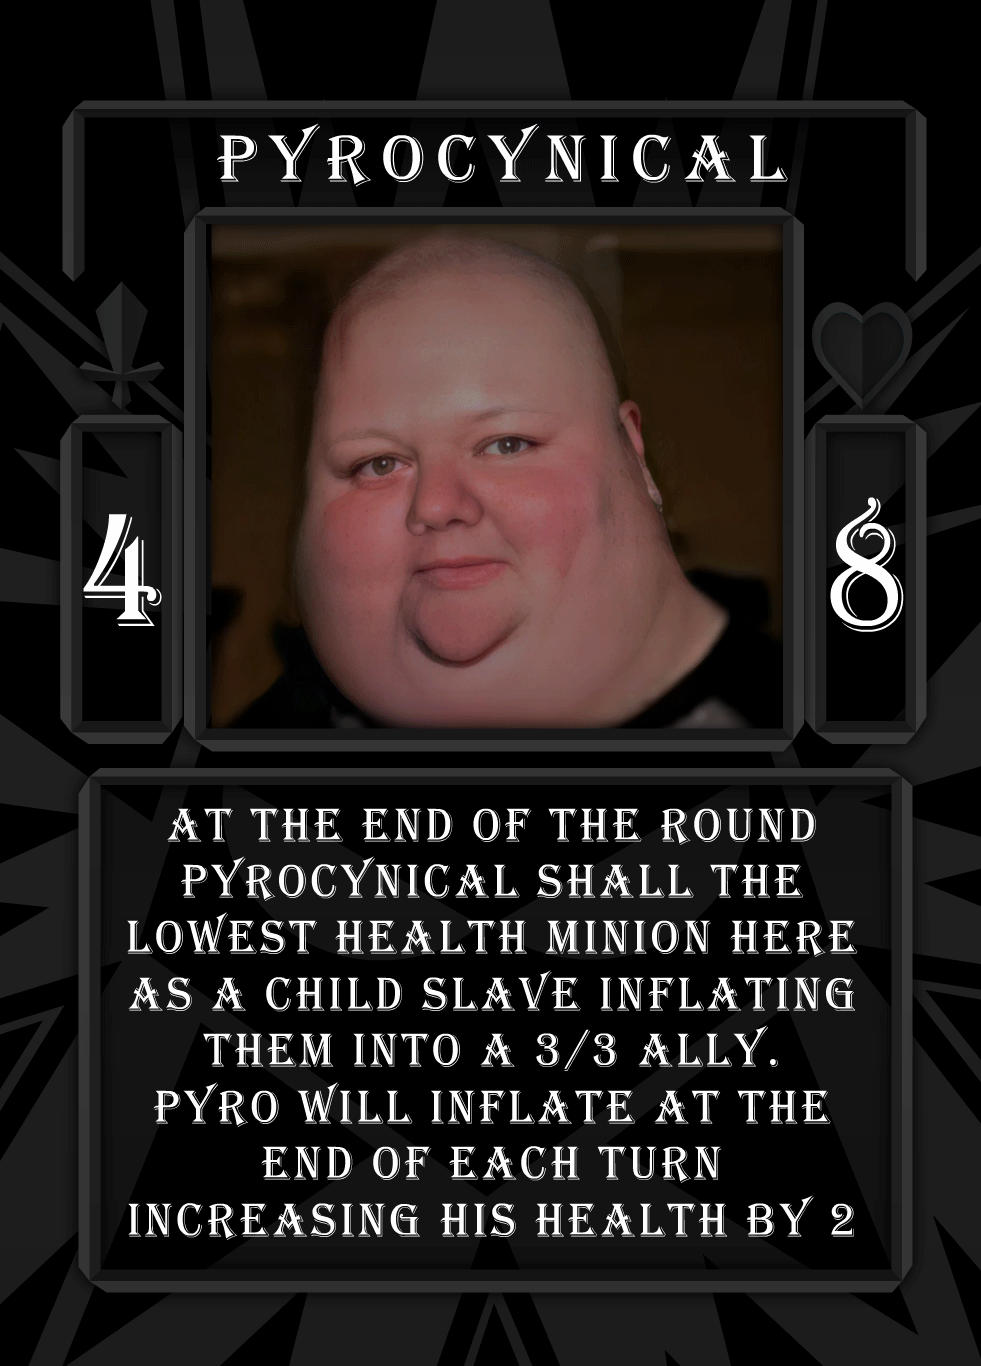 PYROCYNICAL
4
8
AT THE END OF THE ROUND
PYROCYNICAL SHALL THE
LOWEST HEALTH MINION HERE
AS A CHILD SLAVE INFLATING
THEM INTO A 3/3 ALLY.
PYRO WILL INFLATE AT THE
END OF EACH TURN
INCREASING HIS HEALTH BY 2